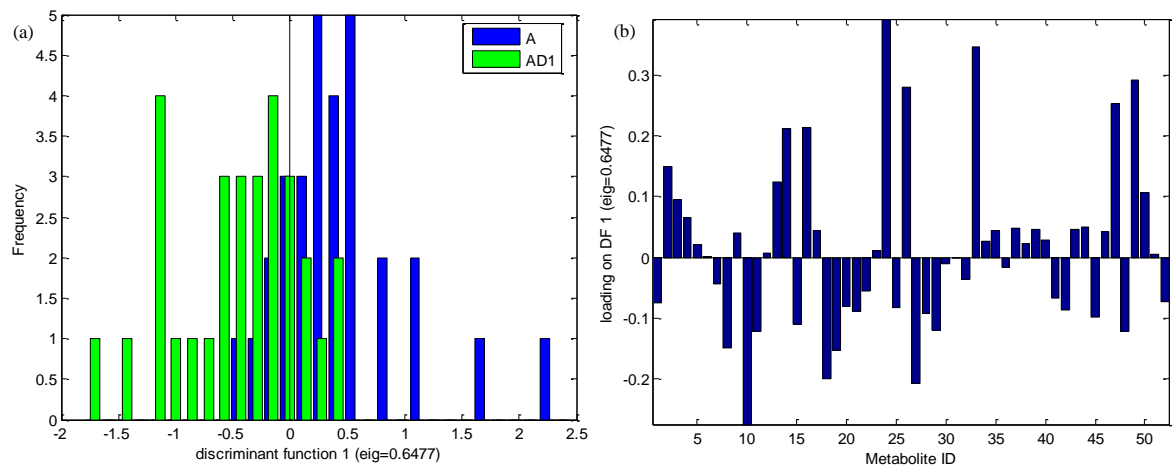 (a)
A
AD1
5
4.5
4
3.5
3
2.5
2
1.5
1
0.5
0
Frequency
-2 -1.5 -1 -0.5 0 0.5 1 1.5 2 2.5
discriminant function 1 (eig=0.6477)
(b)
0.3
0.2
0.1
0
-0.1
-0.2
loading on DF 1 (eig=0.6477)
5 10 15 20 25 30 35 40 45 50
Metabolite ID